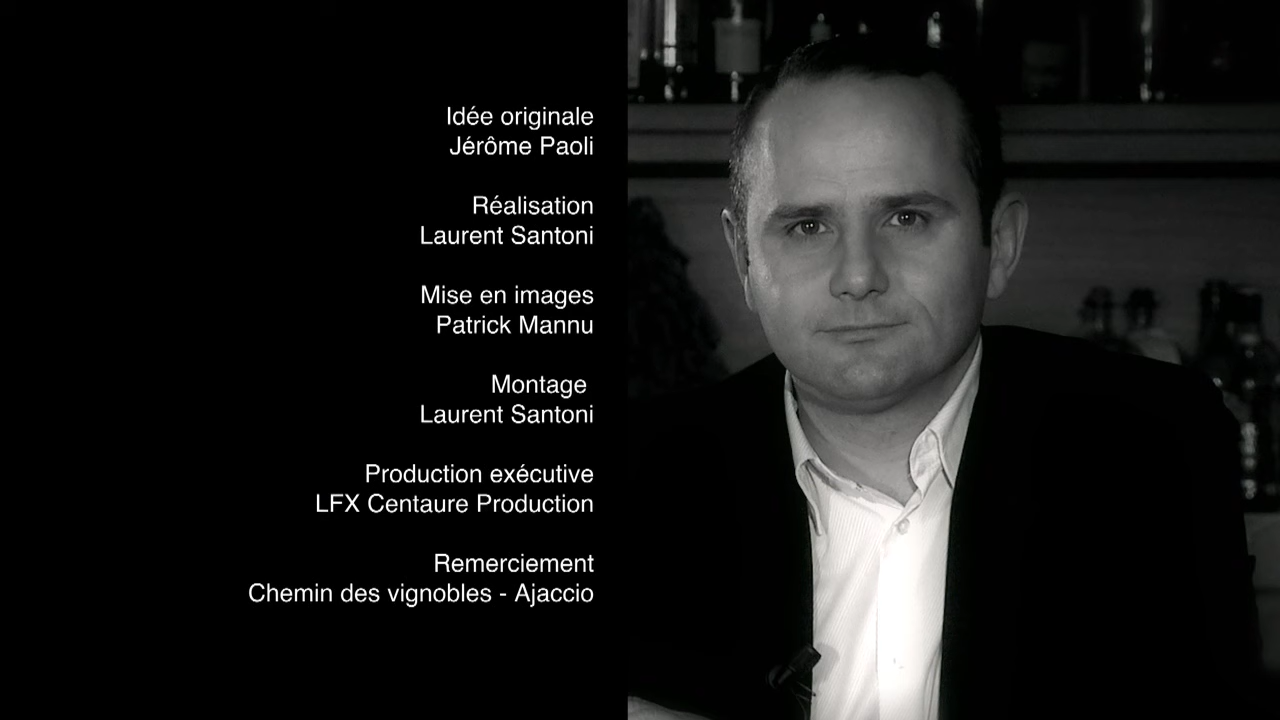 Idée originale
Jérôme Paoli
Réalisation
Laurent Santoni
Mise en images
Patrick Mannu
Montage
Laurent Santoni
Production exécutive
LFX Centaure Production
Remerciement
Chemin des vignobles - Ajaccio